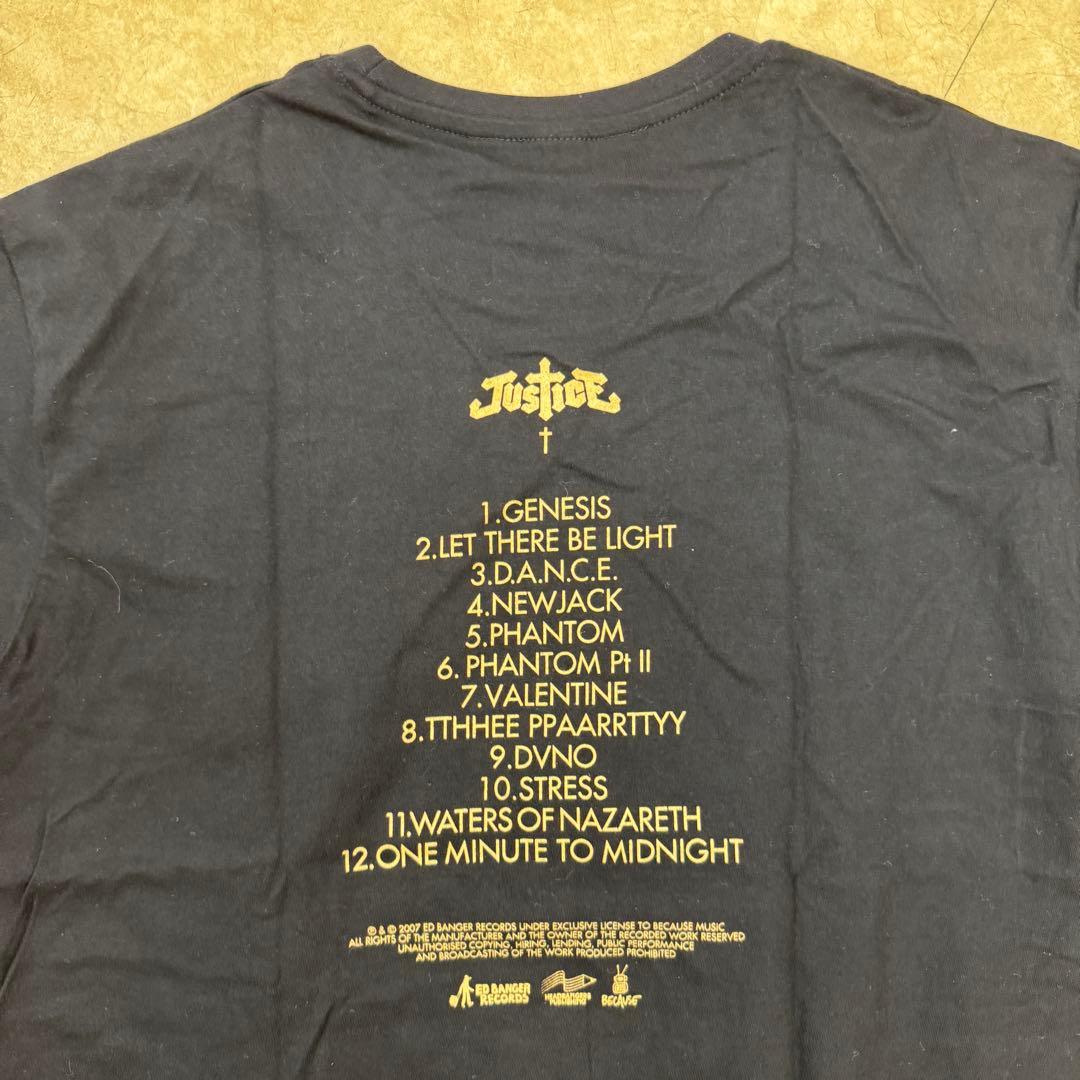 JUSTICE
†
1.GENESIS
2.LET THERE BE LIGHT
3.D.A.N.C.E.
4.NEWJACK
5.PHANTOM
6. PHANTOM Pt II
7.VALENTINE
8.TTHHEE PPAARRTTYY
9.DVNO
10.STRESS
11.WATERS OF NAZARETH
12.ONE MINUTE TO MIDNIGHT
℗ & © 2007 ED BANGER RECORDS UNDER EXCLUSIVE LICENSE TO BECAUSE MUSIC
ALL RIGHTS OF THE MANUFACTURER AND THE OWNER OF THE RECORDED WORK RESERVED
UNAUTHORISED COPYING, HIRING, LENDING, PUBLIC PERFORMANCE
AND BROADCASTING OF THE WORK PRODUCED PROHIBITED
ED BANGER
RECORDS
HEADBANGERS
PUBLISHING
BECAUSE